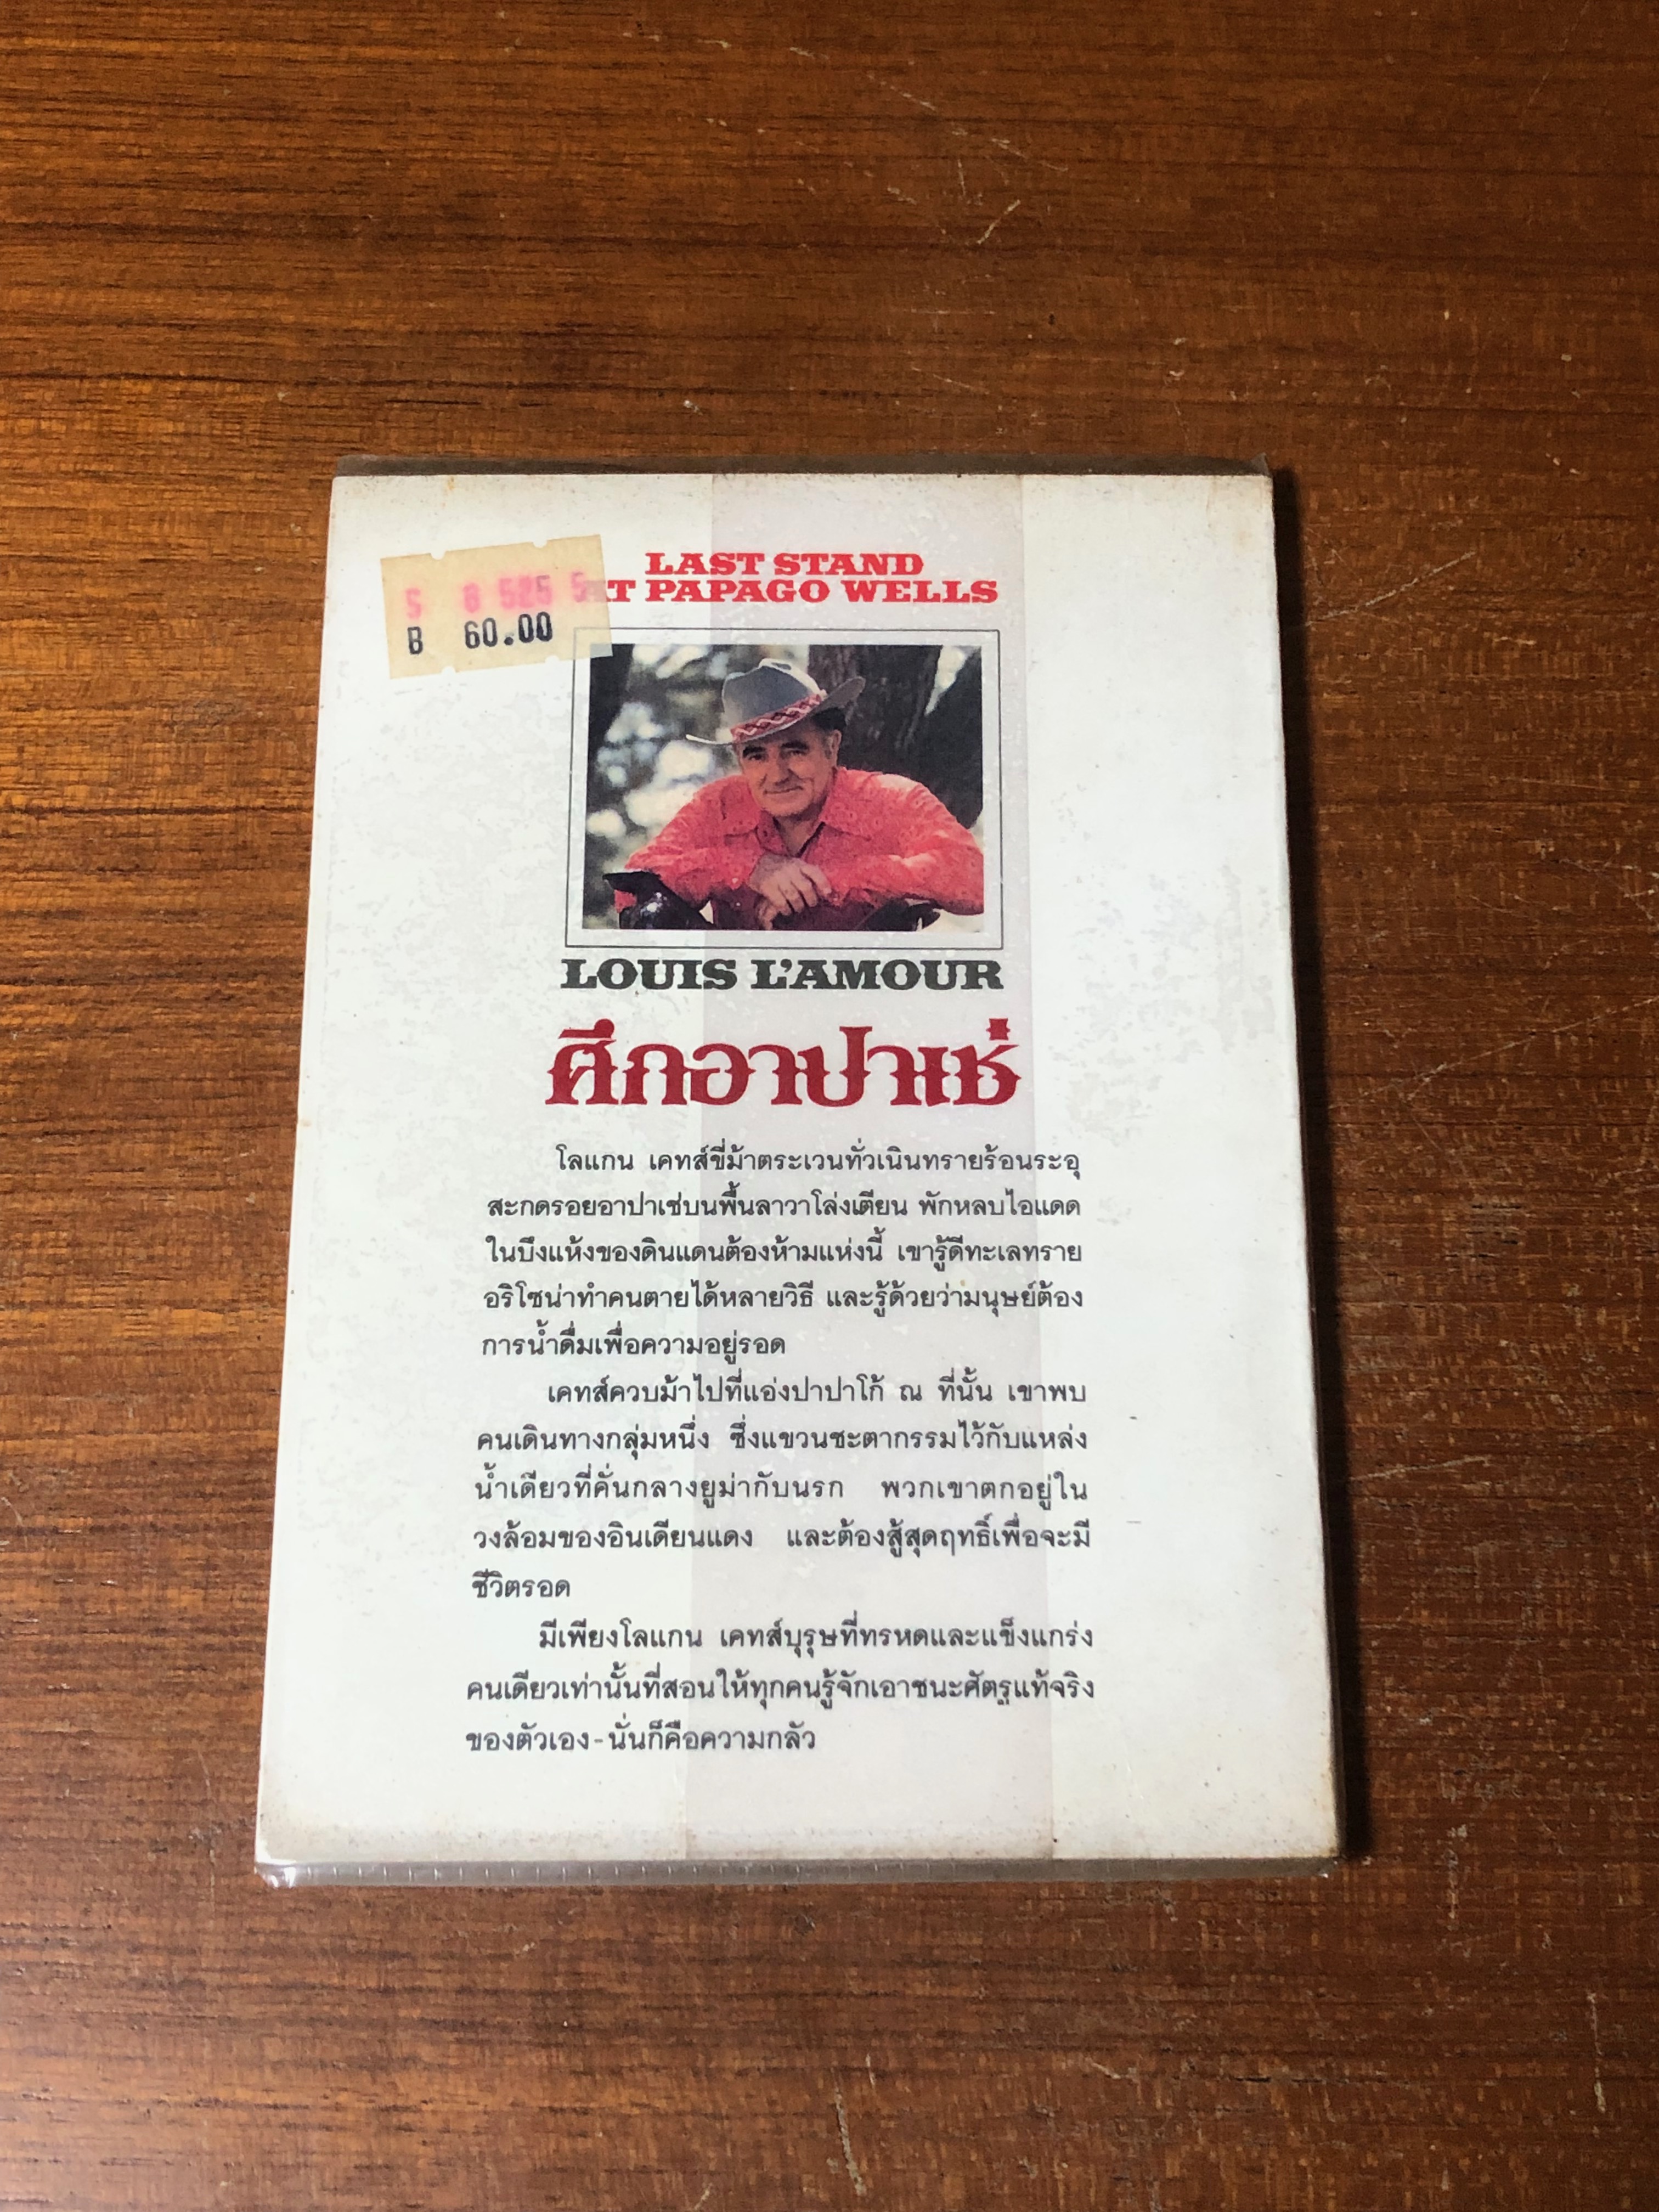 LAST STAND
AT PAPAGO WELLS
S 8 525 5
B 60.00
LOUIS L'AMOUR
ศึกอาปาเช่
โลแกน เคทส์ขี่ม้าตระเวนทั่วเนินทรายร้อนระอุ
สะกดรอยอาปาเช่บนพื้นลาวาโล่งเตียน พักหลบไอแดด
ในบึงแห้งของดินแดนต้องห้ามแห่งนี้ เขารู้ดีทะเลทราย
อริโซน่าทำคนตายได้หลายวิธี และรู้ด้วยว่ามนุษย์ต้อง
การน้ำดื่มเพื่อความอยู่รอด
เคทส์ควบม้าไปที่แอ่งปาปาโก้ ณ ที่นั้น เขาพบ
คนเดินทางกลุ่มหนึ่ง ซึ่งแขวนชะตากรรมไว้กับแหล่ง
น้ำเดียวที่คั่นกลางยูม่ากับนรก พวกเขาตกอยู่ใน
วงล้อมของอินเดียนแดง และต้องสู้สุดฤทธิ์เพื่อจะมี
ชีวิตรอด
มีเพียงโลแกน เคทส์บุรุษที่ทรหดและแข็งแกร่ง
คนเดียวเท่านั้นที่สอนให้ทุกคนรู้จักเอาชนะศัตรูแท้จริง
ของตัวเอง-นั่นก็คือความกลัว